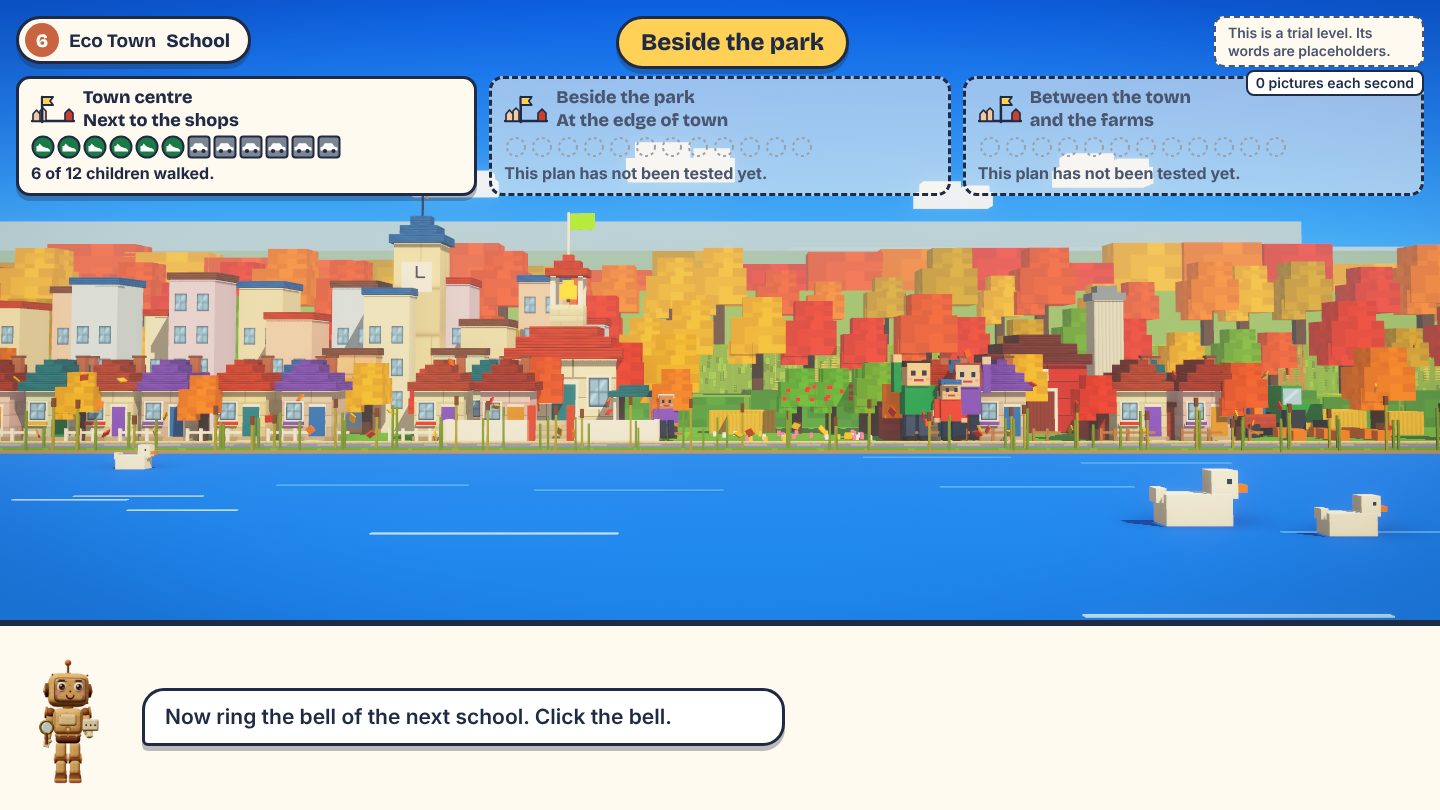 6 Eco Town School
Beside the park
This is a trial level. Its
words are placeholders.
0 pictures each second
Town centre
Next to the shops
6 of 12 children walked.
Beside the park
At the edge of town
This plan has not been tested yet.
Between the town
and the farms
This plan has not been tested yet.
Now ring the bell of the next school. Click the bell.